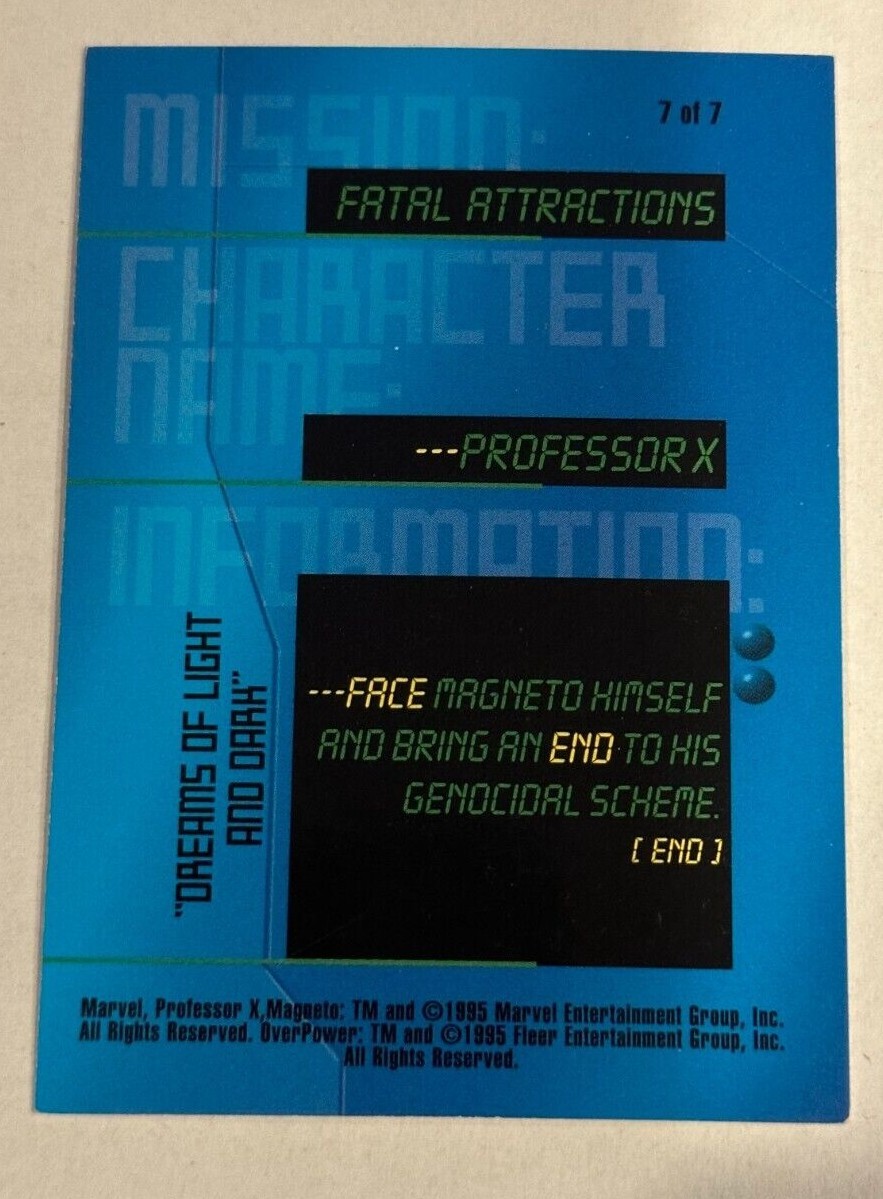 MISSION:
7 of 7
FATAL ATTRACTIONS
CHARACTER
NAME:
---PROFESSOR X
INFORMATION:
"DREAMS OF LIGHT
AND DARK"
---FACE MAGNETO HIMSELF
AND BRING AN END TO HIS
GENOCIDAL SCHEME.
[ END ]
Marvel, Professor X,Magneto: TM and ©1995 Marvel Entertainment Group, Inc.
All Rights Reserved. OverPower: TM and ©1995 Fleer Entertainment Group, Inc.
All Rights Reserved.